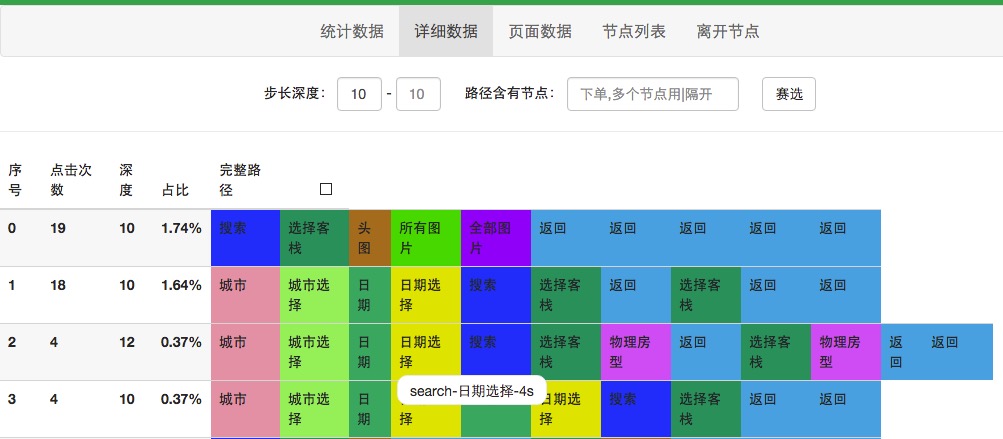 统计数据 详细数据 页面数据 节点列表 离开节点
步长深度： 10 - 10 路径含有节点： 下单,多个节点用|隔开 赛选
序 点击次 深 完整路
号 数 度 占比 径
0 19 10 1.74% 搜索 选择客 头 所有图 全部图 返回 返回 返回 返回 返回
栈 图 片 片
1 18 10 1.64% 城市 城市选 日 日期选 搜索 选择客 返回 选择客 返回 返回
择 期 择 栈 栈
2 4 12 0.37% 城市 城市选 日 日期选 搜索 选择客 物理房 返回 选择客 物理房 返 返回
择 期 择 栈 型 栈 型 回
search-日期选择-4s
3 4 10 0.37% 城市 城市选 日 日期选 搜索 选择客 返回 返回
择 期 择 栈